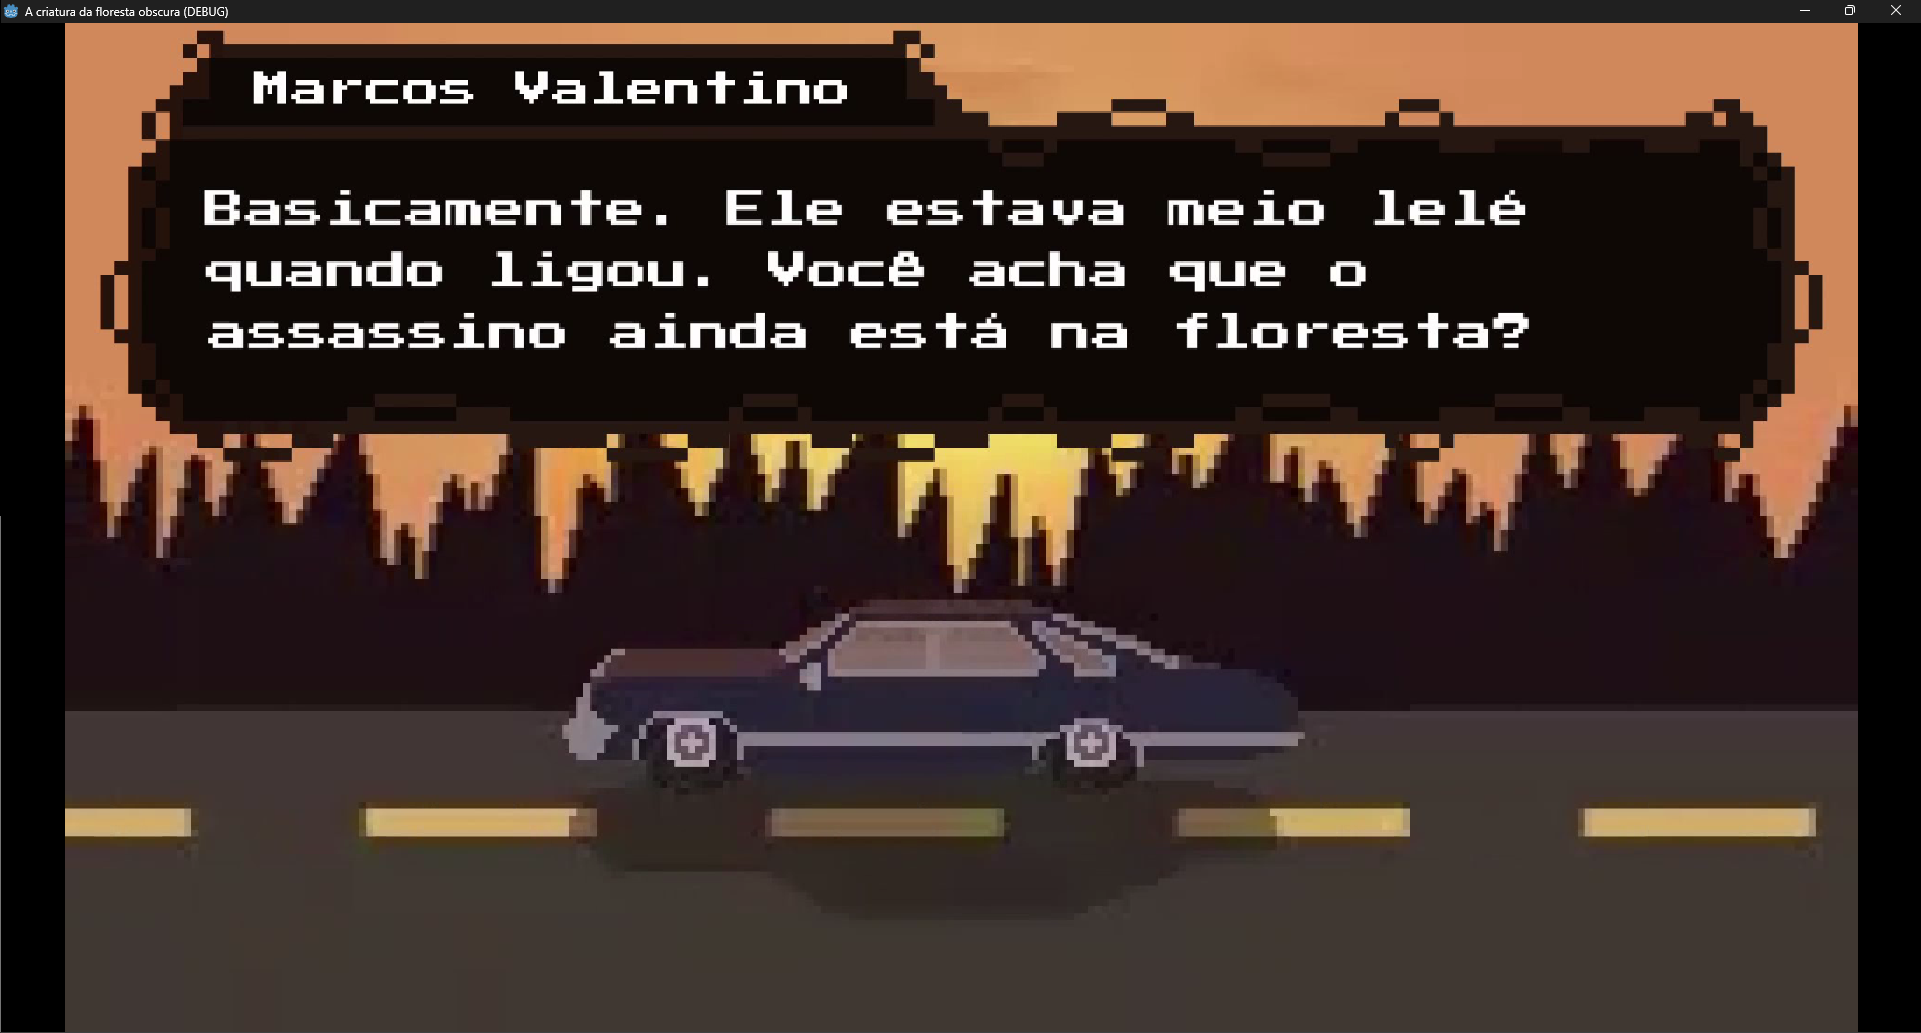 A criatura da floresta obscura (DEBUG)
Marcos Valentino
Basicamente. Ele estava meio lelé
quando ligou. Você acha que o
assassino ainda está na floresta?